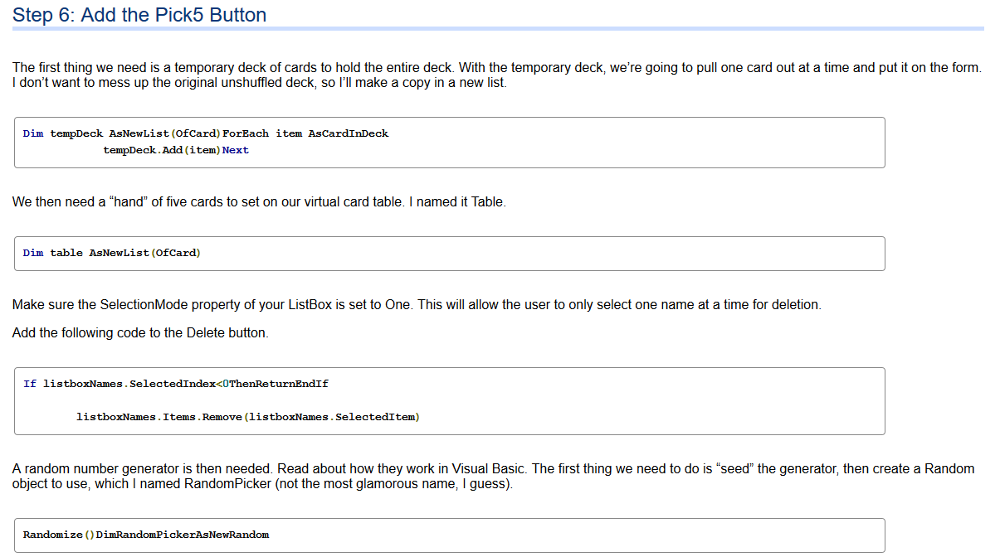 Step 6: Add the Pick5 Button
The first thing we need is a temporary deck of cards to hold the entire deck. With the temporary deck, we’re going to pull one card out at a time and put it on the form.
I don’t want to mess up the original unshuffled deck, so I’ll make a copy in a new list.
Dim tempDeck AsNewList(OfCard)ForEach item AsCardInDeck
tempDeck.Add(item)Next
We then need a “hand” of five cards to set on our virtual card table. I named it Table.
Dim table AsNewList(OfCard)
Make sure the SelectionMode property of your ListBox is set to One. This will allow the user to only select one name at a time for deletion.
Add the following code to the Delete button.
If listboxNames.SelectedIndex<0ThenReturnEndIf
listboxNames.Items.Remove(listboxNames.SelectedItem)
A random number generator is then needed. Read about how they work in Visual Basic. The first thing we need to do is “seed” the generator, then create a Random
object to use, which I named RandomPicker (not the most glamorous name, I guess).
Randomize()DimRandomPickerAsNewRandom